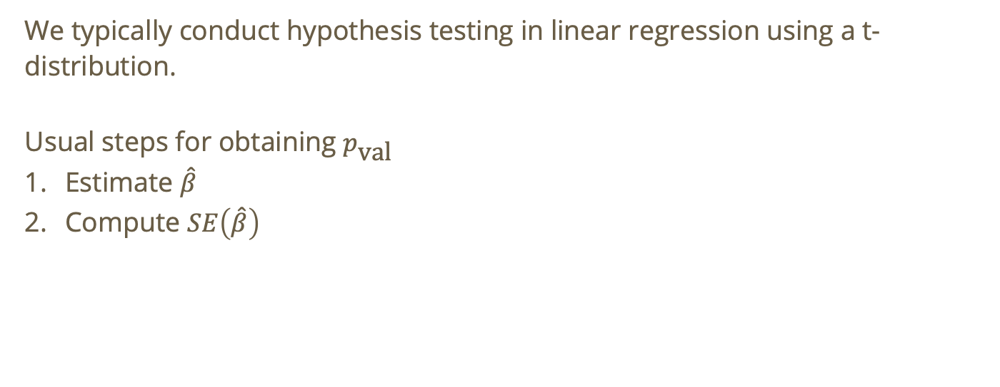 We typically conduct hypothesis testing in linear regression using a t-
distribution.
Usual steps for obtaining p_val
1. Estimate β̂
2. Compute SE(β̂)